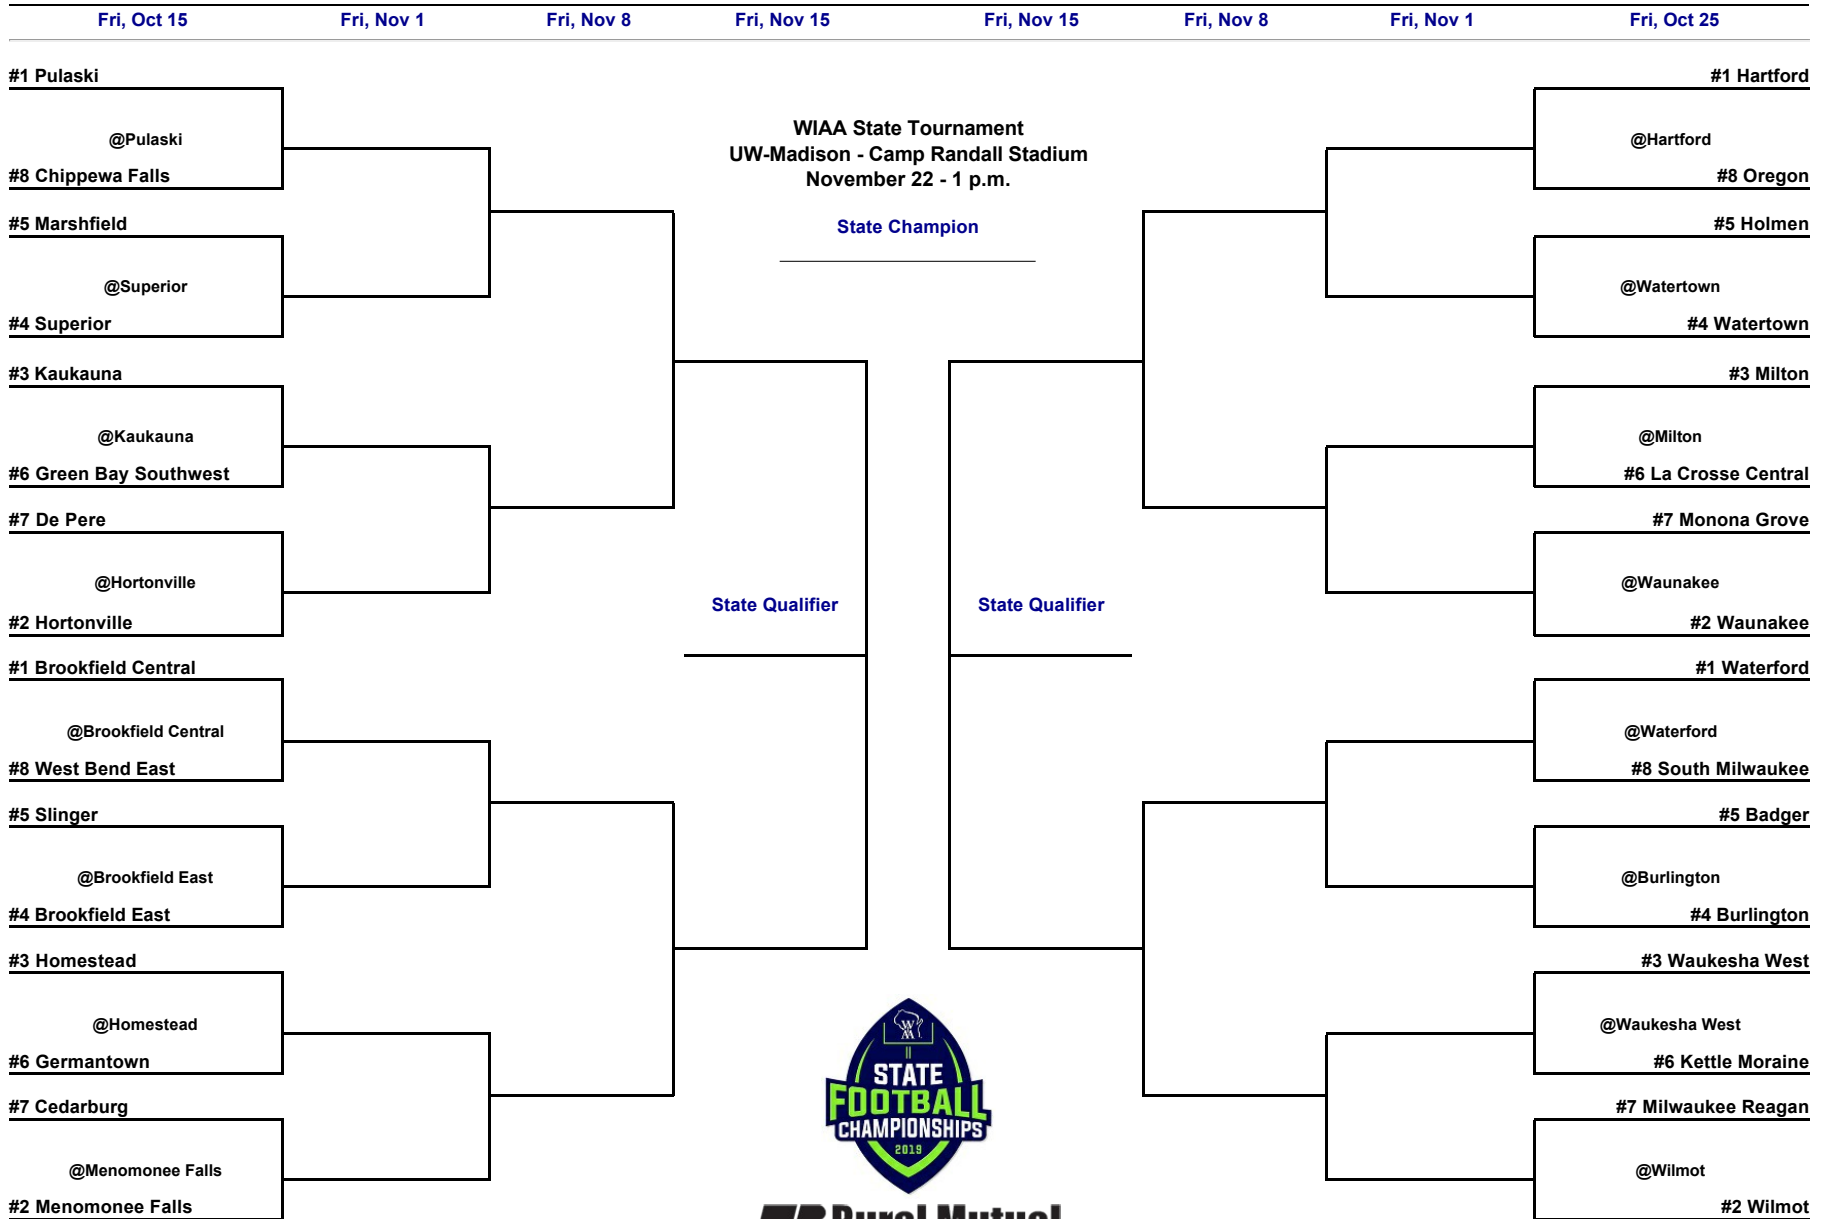 Fri, Oct 15 Fri, Nov 1 Fri, Nov 8 Fri, Nov 15 Fri, Nov 15 Fri, Nov 8 Fri, Nov 1 Fri, Oct 25
#1 Pulaski #1 Hartford
WIAA State Tournament
@Pulaski @Hartford
UW-Madison - Camp Randall Stadium
#8 Chippewa Falls November 22 - 1 p.m. #8 Oregon
#5 Marshfield State Champion #5 Holmen
@Superior @Watertown
#4 Superior #4 Watertown
#3 Kaukauna #3 Milton
@Kaukauna @Milton
#6 Green Bay Southwest #6 La Crosse Central
#7 De Pere #7 Monona Grove
@Hortonville @Waunakee
State Qualifier State Qualifier
#2 Hortonville #2 Waunakee
#1 Brookfield Central #1 Waterford
@Brookfield Central @Waterford
#8 West Bend East #8 South Milwaukee
#5 Slinger #5 Badger
@Brookfield East @Burlington
#4 Brookfield East #4 Burlington
#3 Homestead #3 Waukesha West
@Homestead @Waukesha West
#6 Germantown #6 Kettle Moraine
WIAA
STATE
FOOTBALL
CHAMPIONSHIPS
2019
#7 Cedarburg #7 Milwaukee Reagan
@Menomonee Falls @Wilmot
#2 Menomonee Falls #2 Wilmot
Rural Mutual